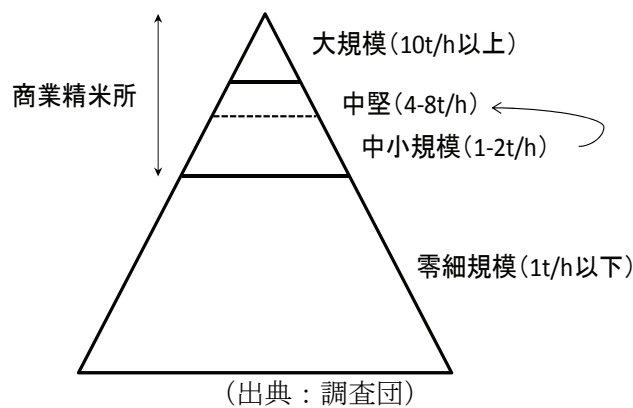 大規模(10t/h以上)
商業精米所
中堅(4-8t/h)
中小規模(1-2t/h)
零細規模(1t/h以下)
(出典:調査団)